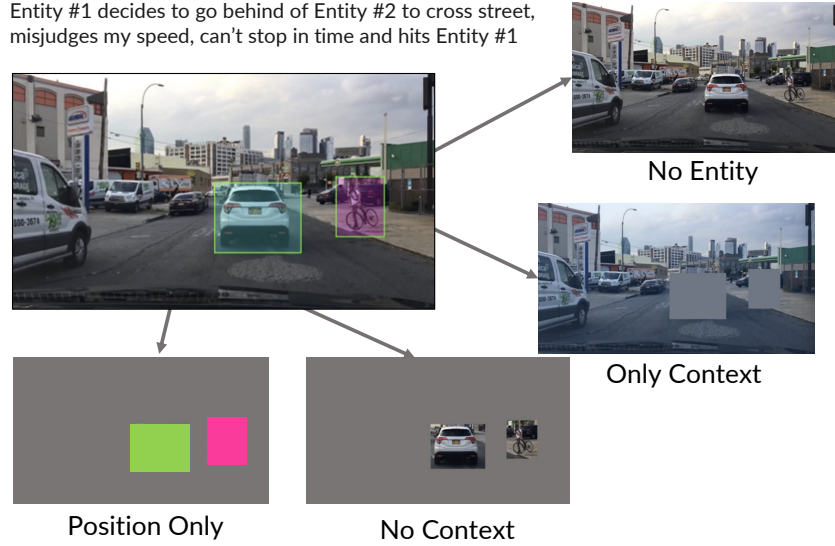 Entity #1 decides to go behind of Entity #2 to cross street,
misjudges my speed, can't stop in time and hits Entity #1
No Entity
Only Context
Position Only
No Context